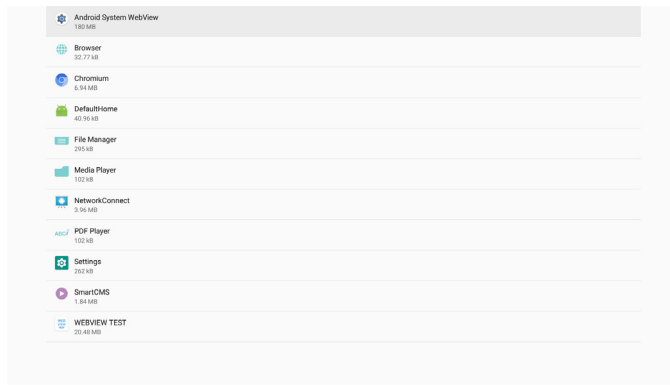 Android System WebView
180 MB
Browser
32.77 kB
Chromium
6.94 MB
DefaultHome
40.96 kB
File Manager
295 kB
Media Player
102 kB
NetworkConnect
3.96 MB
PDF Player
102 kB
Settings
262 kB
SmartCMS
1.84 MB
WEBVIEW TEST
20.48 MB